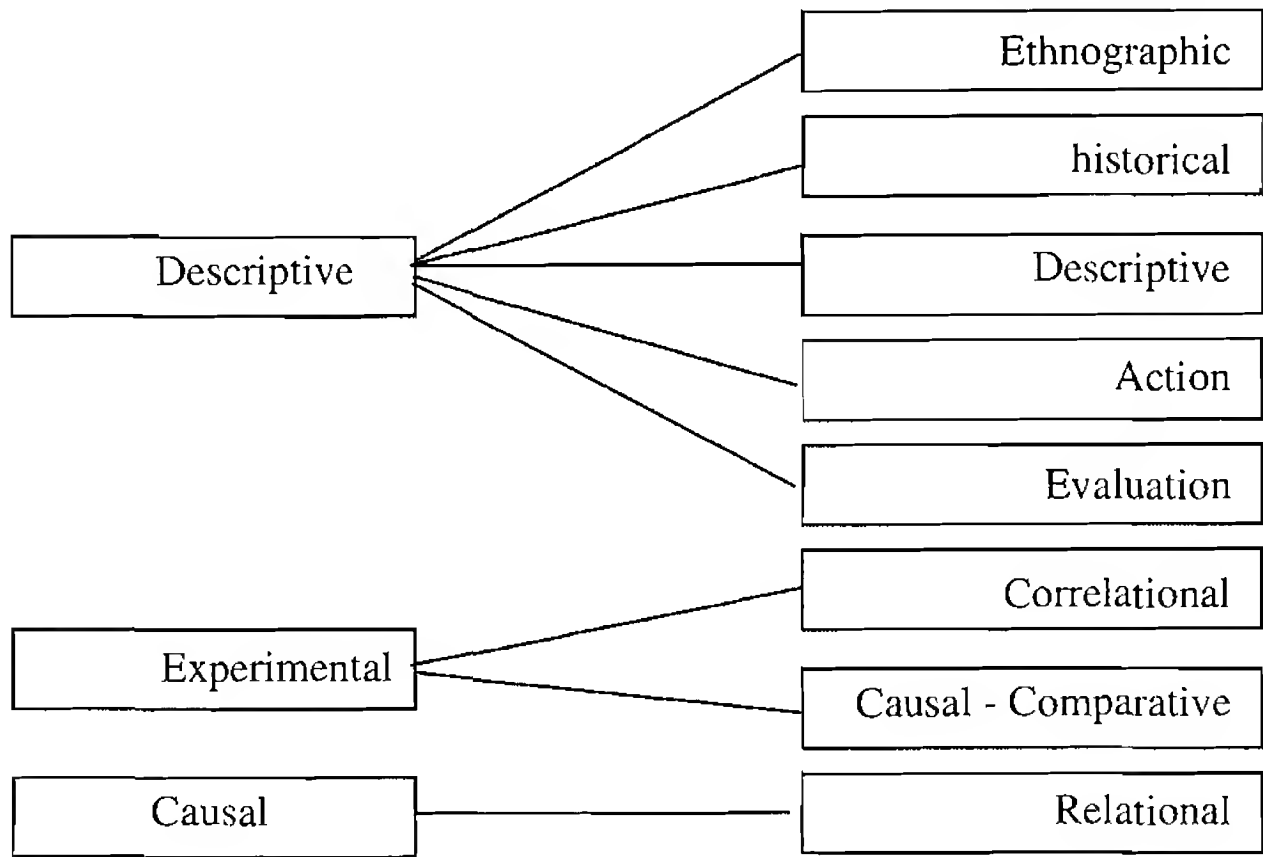 Ethnographic
historical
Descriptive
Descriptive
Action
Evaluation
Correlational
Experimental
Causal - Comparative
Causal
Relational